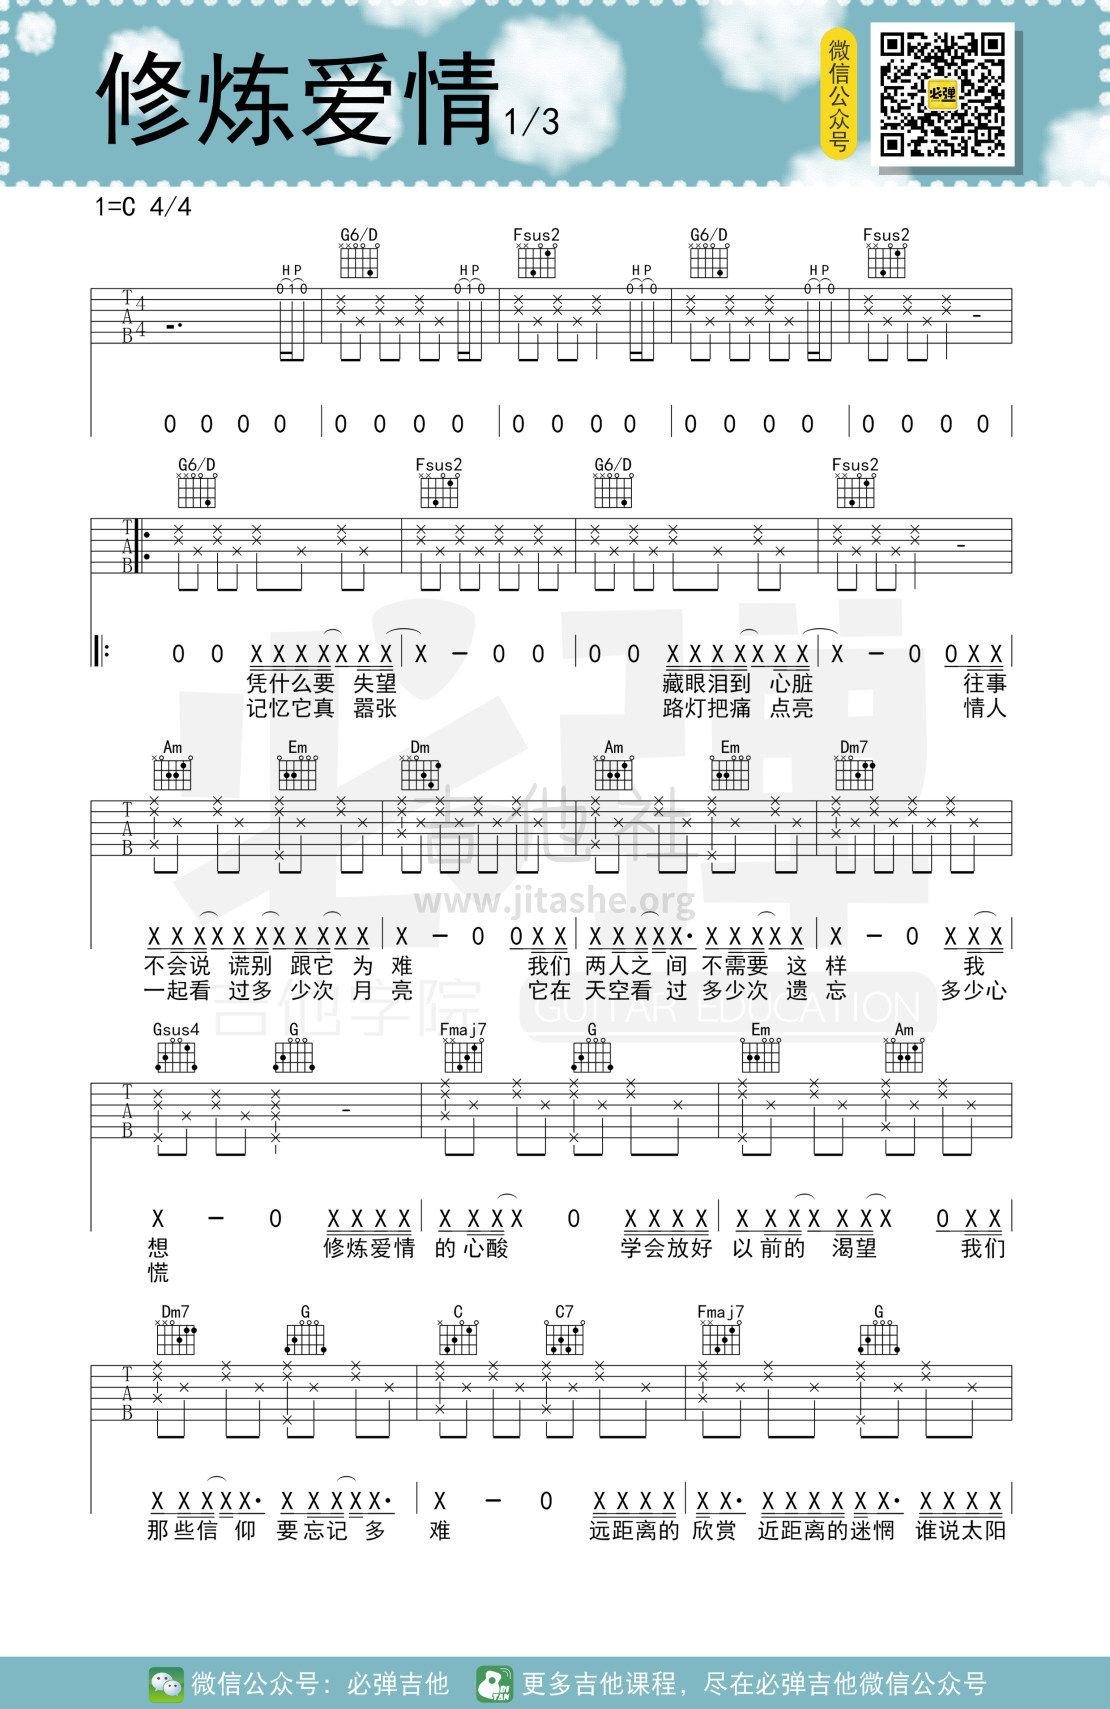 修炼爱情 1/3
微信公众号
必弹
1=C 4/4
G6/D Fsus2 G6/D Fsus2
H P H P H P H P
0 1 0 0 1 0 0 1 0 0 1 0
T A B 4 4
0 0 0 0 0 0 0 0 0 0 0 0 0 0 0 0 0 0 0 0
G6/D Fsus2 G6/D Fsus2
T A B
0 0 X X X X X X X X - 0 0 0 0 X X X X X X X X - 0 0 X X
凭什么要 失望 藏眼泪到 心脏 往事
记忆它真 嚣张 路灯把痛 点亮 情人
Am Em Dm Am Em Dm7
T A B
吉他社
www.jitashe.org
X X X X X X X X X X X - 0 0 X X X X X X X· X X X X X - 0 X X X
不会说 谎别 跟它 为 难 我们 两人之 间 不需要 这 样 我
一起看 过多 少次 月 亮 它在 天空看 过 多少次 遗 忘 多少心
吉他学院 GUITAR EDUCATION
Gsus4 G Fmaj7 G Em Am
T A B
X - 0 X X X X X X X X 0 X X X X X X X X X X X 0 X X
想 修炼爱情 的心酸 学会放好 以前的 渴望 我们
慌
Dm7 G C C7 Fmaj7 G
T A B
X X X X X· X X X X X· X - 0 X X X X X X· X X X X X X· X X X X
那些信 仰 要忘记 多 难 远距离的 欣赏 近距离的迷惘 谁说太阳
微信公众号：必弹吉他 更多吉他课程，尽在必弹吉他微信公众号